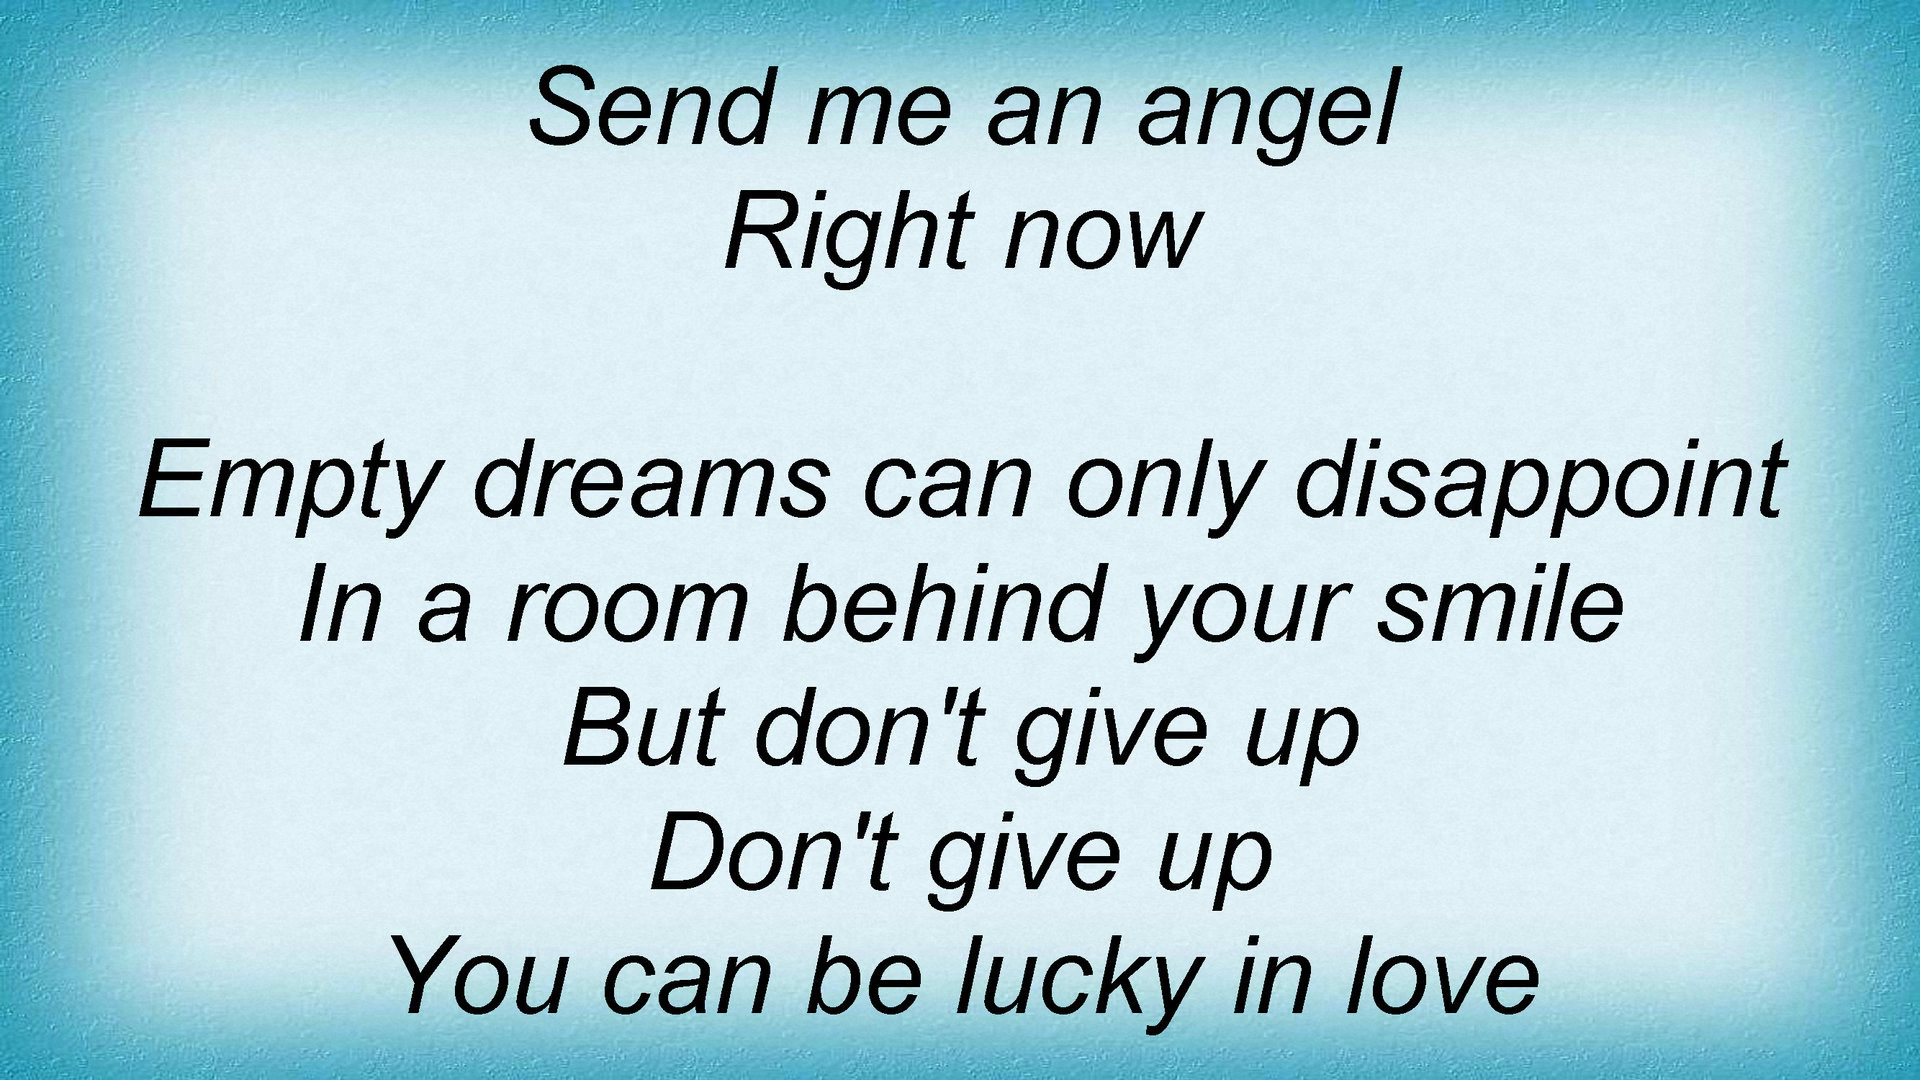 Send me an angel
Right now
Empty dreams can only disappoint
In a room behind your smile
But don't give up
Don't give up
You can be lucky in love